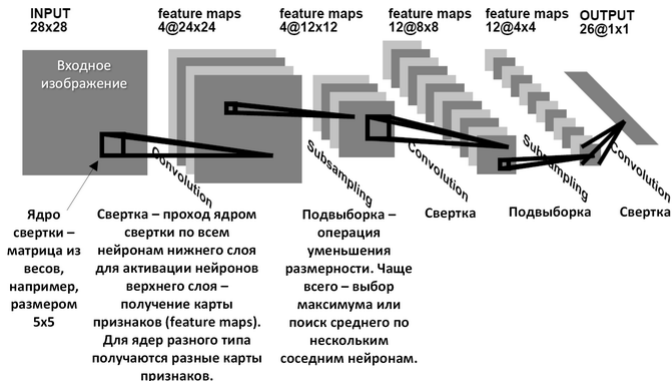 INPUT
28x28
feature maps
4@24x24
feature maps
4@12x12
feature maps
12@8x8
feature maps
12@4x4
OUTPUT
26@1x1
Входное
изображение
Convolution
Subsampling
Convolution
Subsampling
Convolution
Ядро
свертки –
матрица из
весов,
например,
размером
5x5
Свертка – проход ядром
свертки по всем
нейронам нижнего слоя
для активации нейронов
верхнего слоя –
получение карты
признаков (feature maps).
Для ядер разного типа
получаются разные карты
признаков.
Подвыборка –
операция
уменьшения
размерности. Чаще
всего – выбор
максимума или
поиск среднего по
нескольким
соседним нейронам.
Свертка
Подвыборка
Свертка